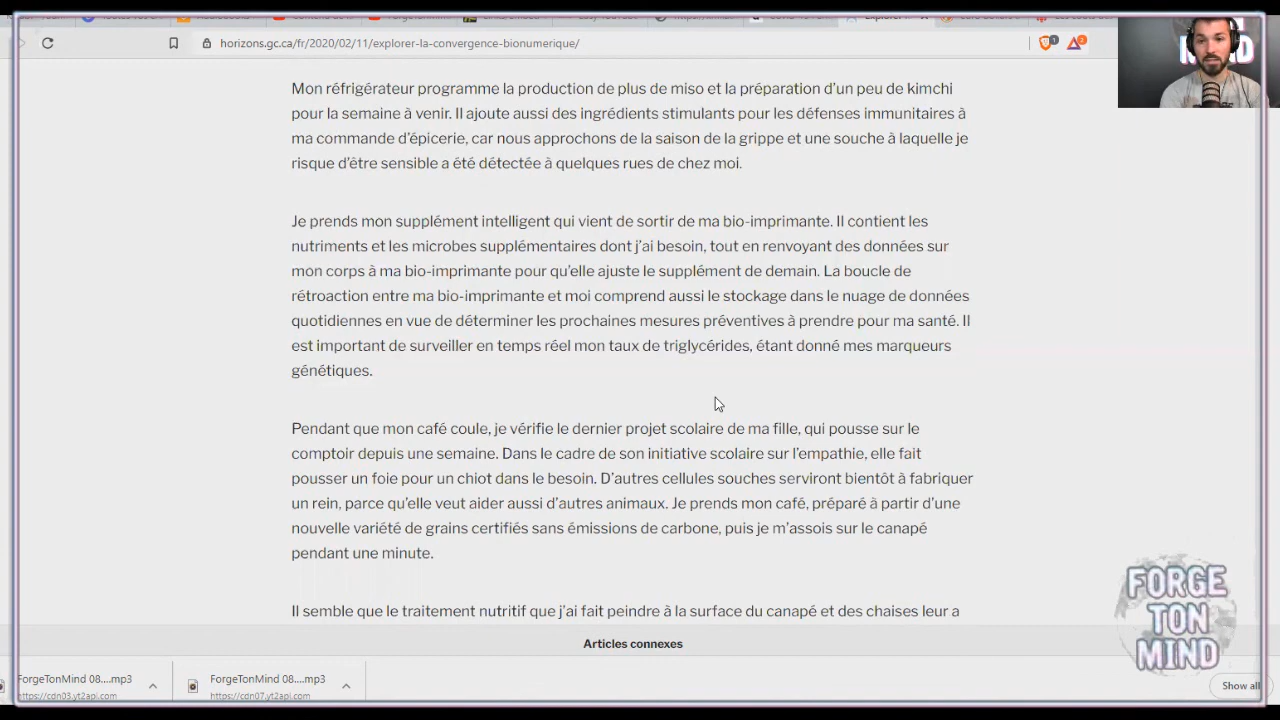 horizons.gc.ca/fr/2020/02/11/explorer-la-convergence-bionumerique/
1
2
MIND
Mon réfrigérateur programme la production de plus de miso et la préparation d'un peu de kimchi
pour la semaine à venir. Il ajoute aussi des ingrédients stimulants pour les défenses immunitaires à
ma commande d'épicerie, car nous approchons de la saison de la grippe et une souche à laquelle je
risque d'être sensible a été détectée à quelques rues de chez moi.
Je prends mon supplément intelligent qui vient de sortir de ma bio-imprimante. Il contient les
nutriments et les microbes supplémentaires dont j'ai besoin, tout en renvoyant des données sur
mon corps à ma bio-imprimante pour qu'elle ajuste le supplément de demain. La boucle de
rétroaction entre ma bio-imprimante et moi comprend aussi le stockage dans le nuage de données
quotidiennes en vue de déterminer les prochaines mesures préventives à prendre pour ma santé. Il
est important de surveiller en temps réel mon taux de triglycérides, étant donné mes marqueurs
génétiques.
Pendant que mon café coule, je vérifie le dernier projet scolaire de ma fille, qui pousse sur le
comptoir depuis une semaine. Dans le cadre de son initiative scolaire sur l'empathie, elle fait
pousser un foie pour un chiot dans le besoin. D'autres cellules souches serviront bientôt à fabriquer
un rein, parce qu'elle veut aider aussi d'autres animaux. Je prends mon café, préparé à partir d'une
nouvelle variété de grains certifiés sans émissions de carbone, puis je m'assois sur le canapé
pendant une minute.
Il semble que le traitement nutritif que j'ai fait peindre à la surface du canapé et des chaises leur a
Articles connexes
FORGE
TON
MIND
ForgeTonMind 08....mp3
https://cdn03.yt2api.com
ForgeTonMind 08....mp3
https://cdn07.yt2api.com
Show all